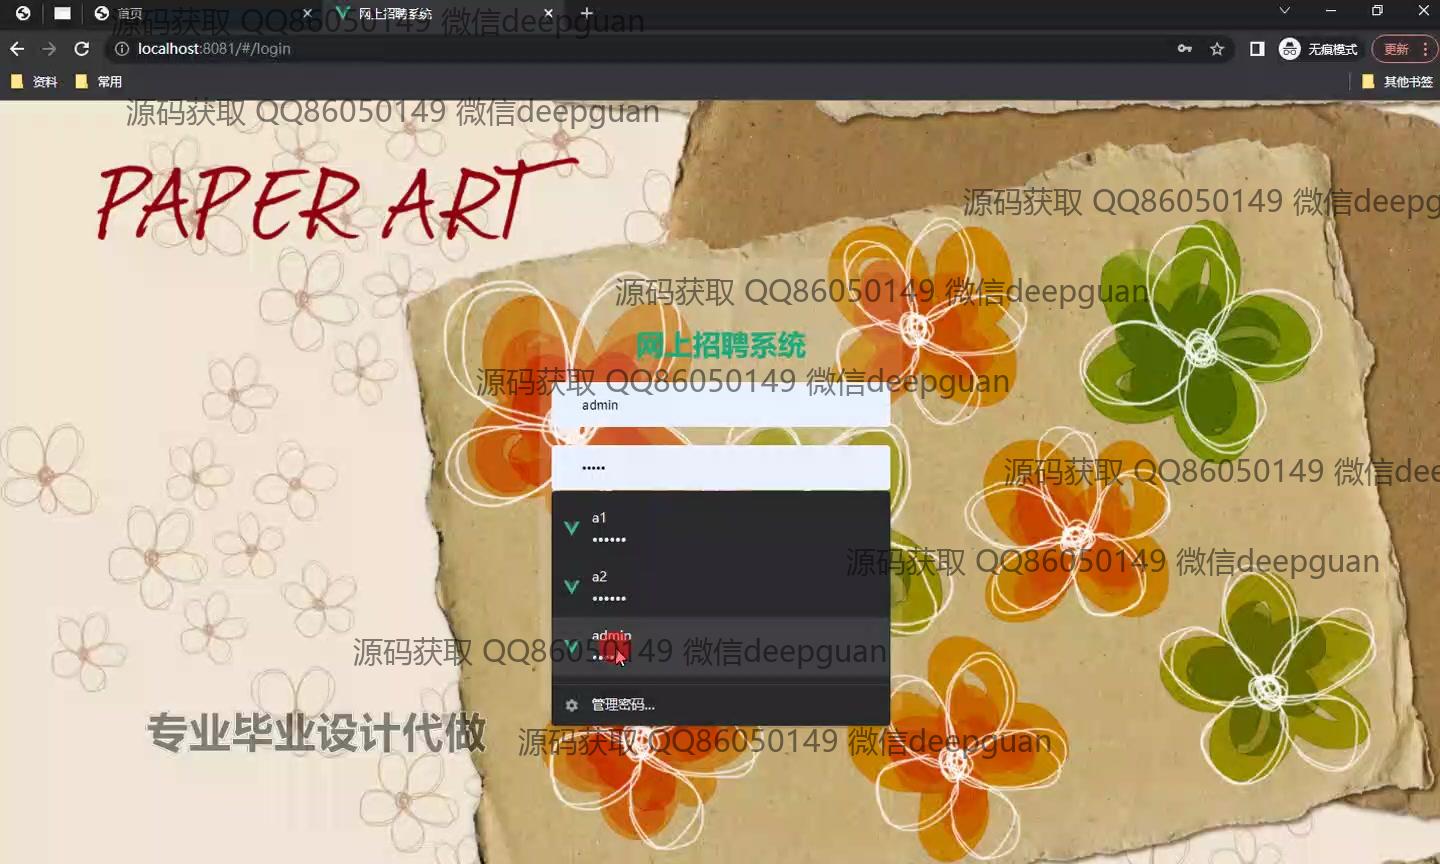 首页
网上招聘系统
源码获取 QQ86050149 微信deepguan
localhost:8081/#/login
无痕模式
更新
资料
常用
其他书签
源码获取 QQ86050149 微信deepguan
PAPER ART
源码获取 QQ86050149 微信deepg
源码获取 QQ86050149 微信deepguan
网上招聘系统
源码获取 QQ86050149 微信deepguan
admin
•••••
源码获取 QQ86050149 微信dee
a1
••••••
a2
••••••
源码获取 QQ86050149 微信deepguan
admin
源码获取 QQ86050149 微信deepguan
管理密码...
专业毕业设计代做
源码获取 QQ86050149 微信deepguan